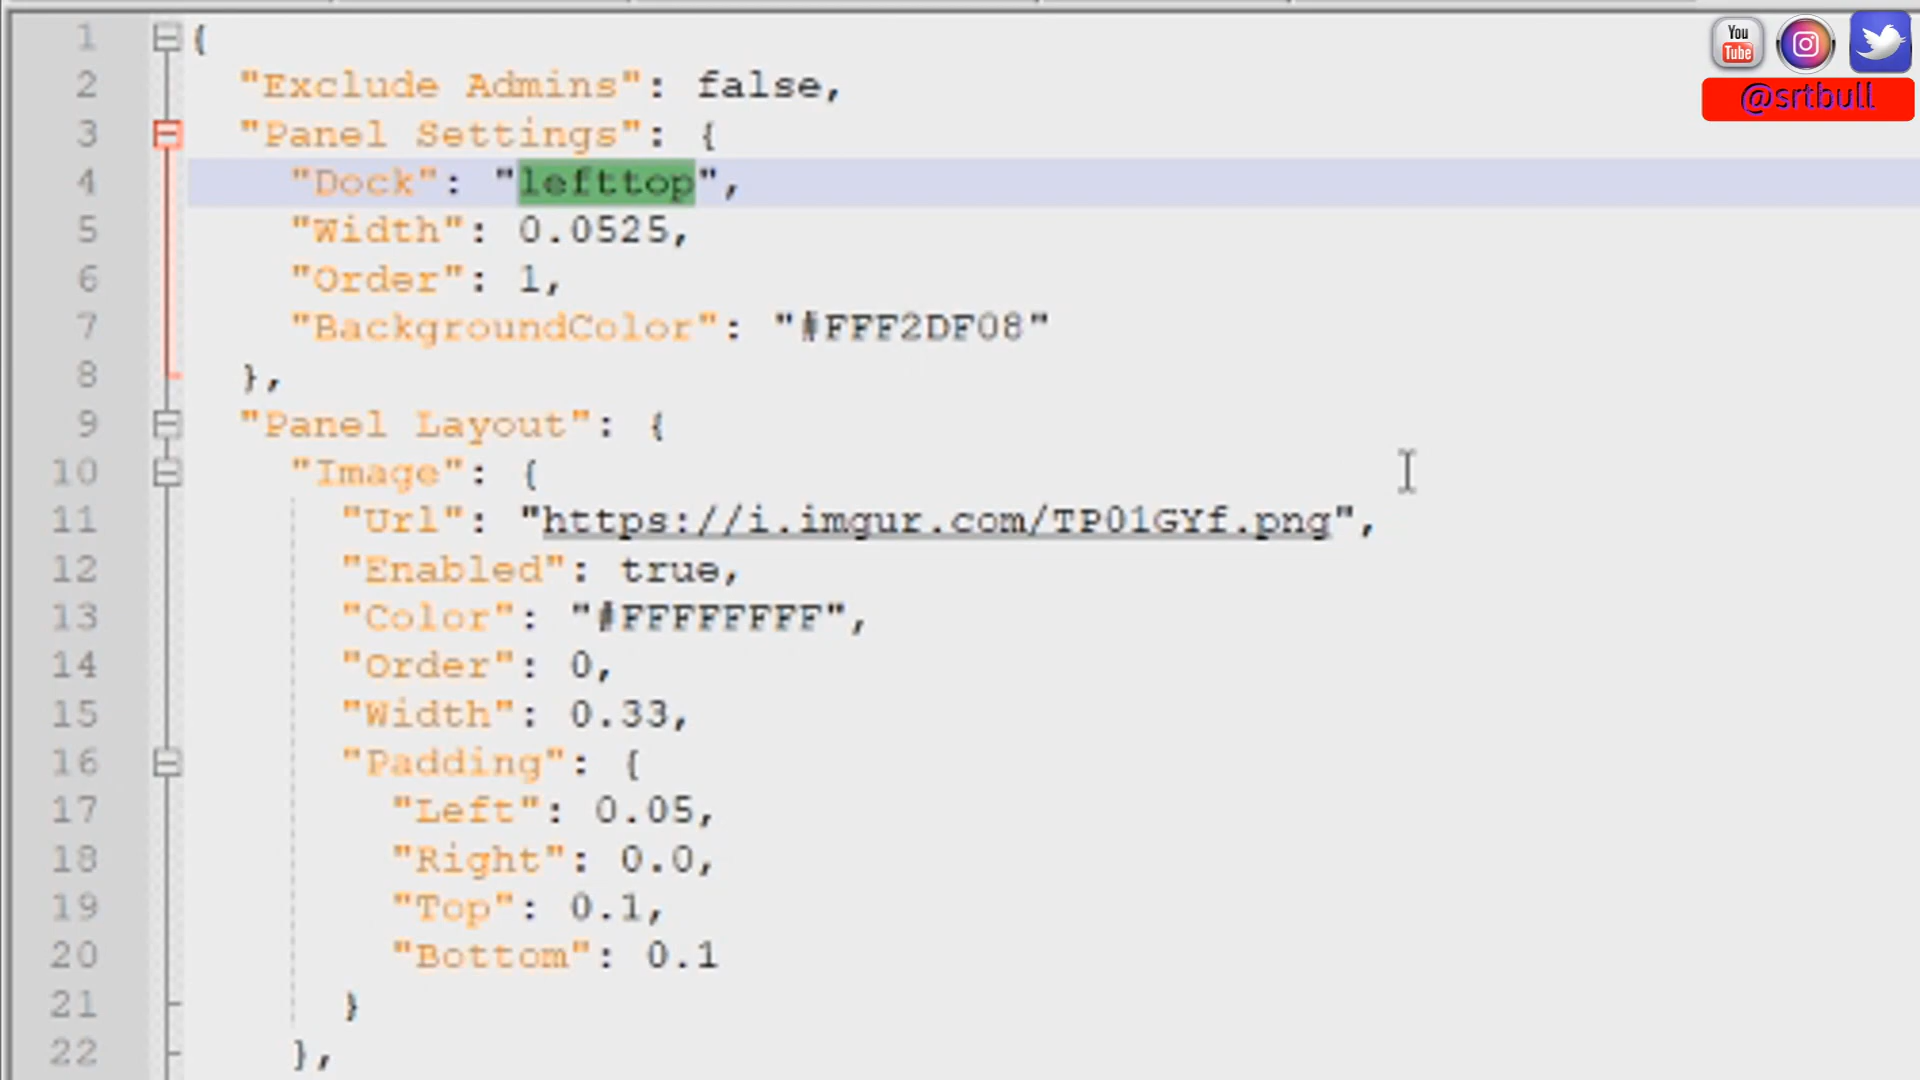 1 {
2 "Exclude Admins": false,
3 "Panel Settings": {
4 "Dock": "lefttop",
5 "Width": 0.0525,
6 "Order": 1,
7 "BackgroundColor": "#FFF2DF08"
8 },
9 "Panel Layout": {
10 "Image": {
11 "Url": "https://i.imgur.com/TP01GYf.png",
12 "Enabled": true,
13 "Color": "#FFFFFFFF",
14 "Order": 0,
15 "Width": 0.33,
16 "Padding": {
17 "Left": 0.05,
18 "Right": 0.0,
19 "Top": 0.1,
20 "Bottom": 0.1
21 }
22 },
You Tube
@srtbull